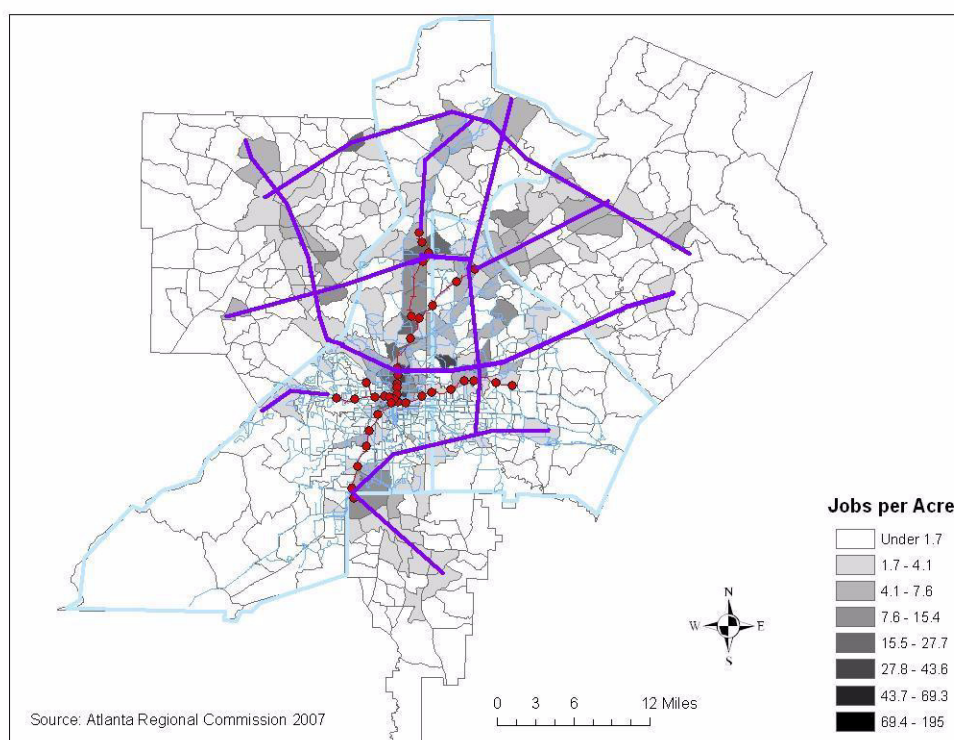 Jobs per Acre
Under 1.7
1.7 - 4.1
4.1 - 7.6
7.6 - 15.4
15.5 - 27.7
27.8 - 43.6
43.7 - 69.3
69.4 - 195
N
W E
S
0 3 6 12 Miles
Source: Atlanta Regional Commission 2007